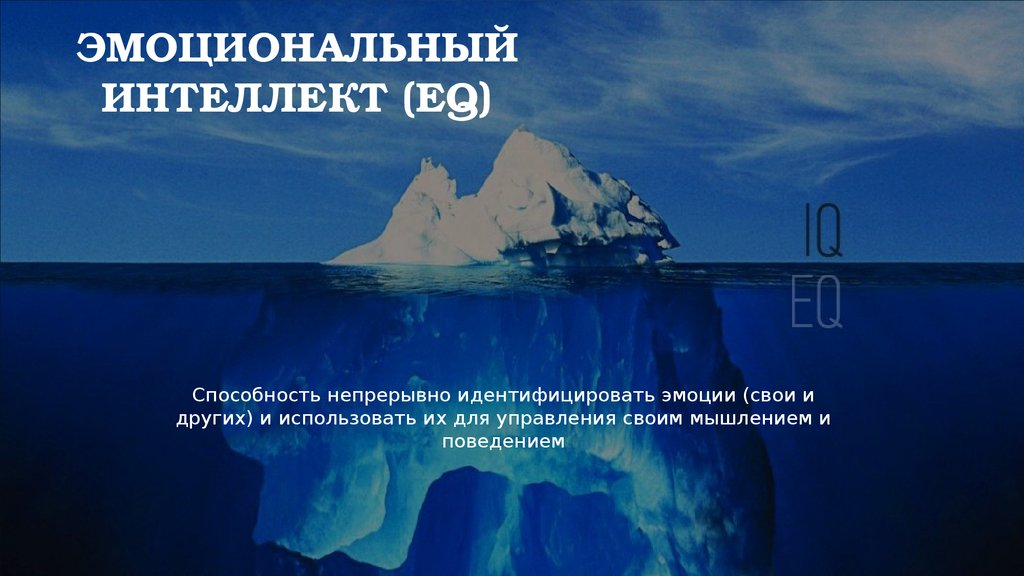 ЭМОЦИОНАЛЬНЫЙ
ИНТЕЛЛЕКТ (EQ)
IQ
EQ
Способность непрерывно идентифицировать эмоции (свои и
других) и использовать их для управления своим мышлением и
поведением